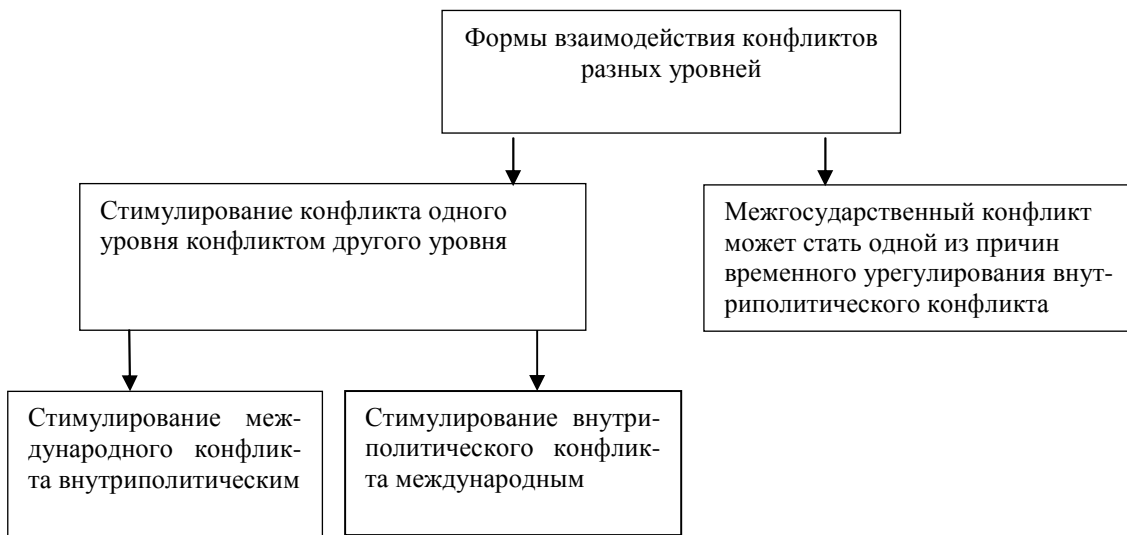 Формы взаимодействия конфликтов
разных уровней
Стимулирование конфликта одного
уровня конфликтом другого уровня
Межгосударственный конфликт
может стать одной из причин
временного урегулирования внут-
риполитического конфликта
Стимулирование меж-
дународного конфлик-
та внутриполитическим
Стимулирование внутри-
политического конфлик-
та международным